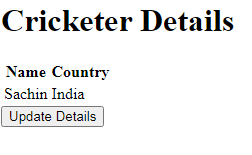 Cricketer Details
Name Country
Sachin India
Update Details